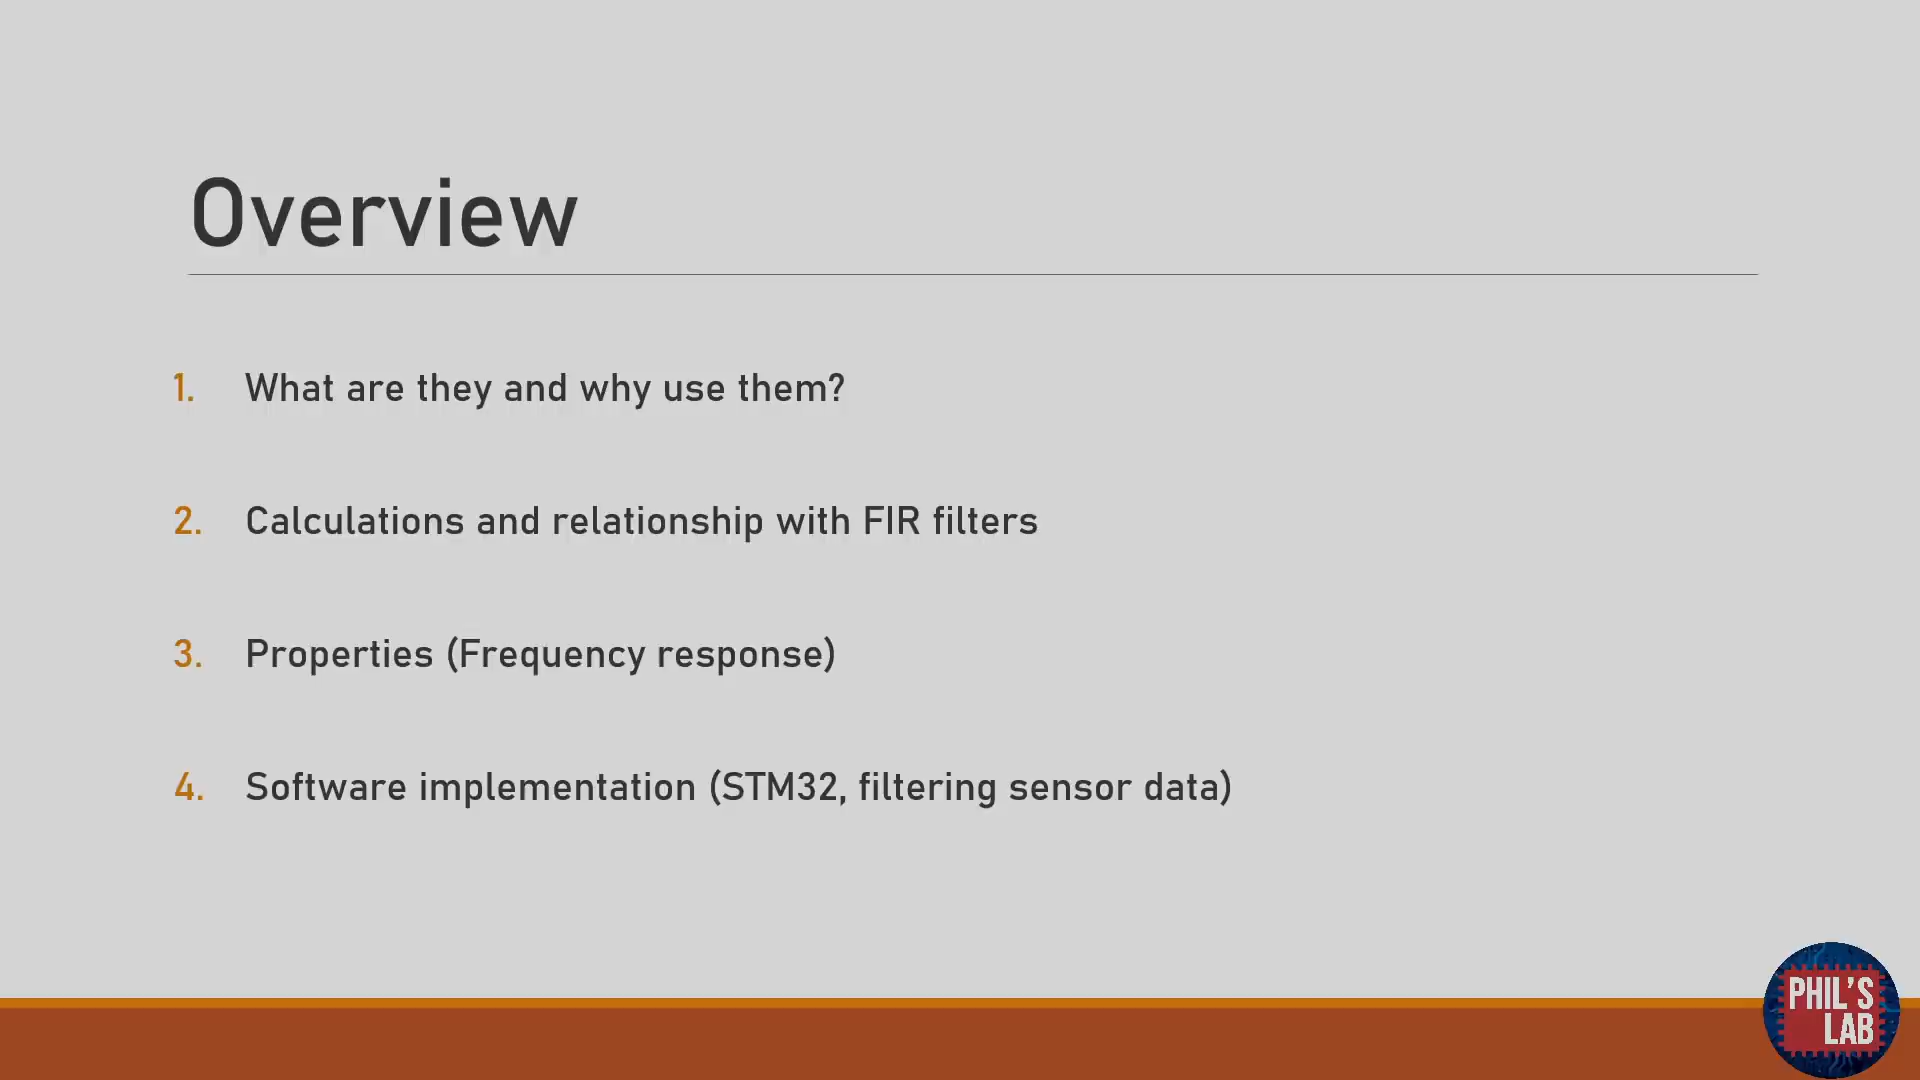 Overview
1. What are they and why use them?
2. Calculations and relationship with FIR filters
3. Properties (Frequency response)
4. Software implementation (STM32, filtering sensor data)
PHIL'S
LAB